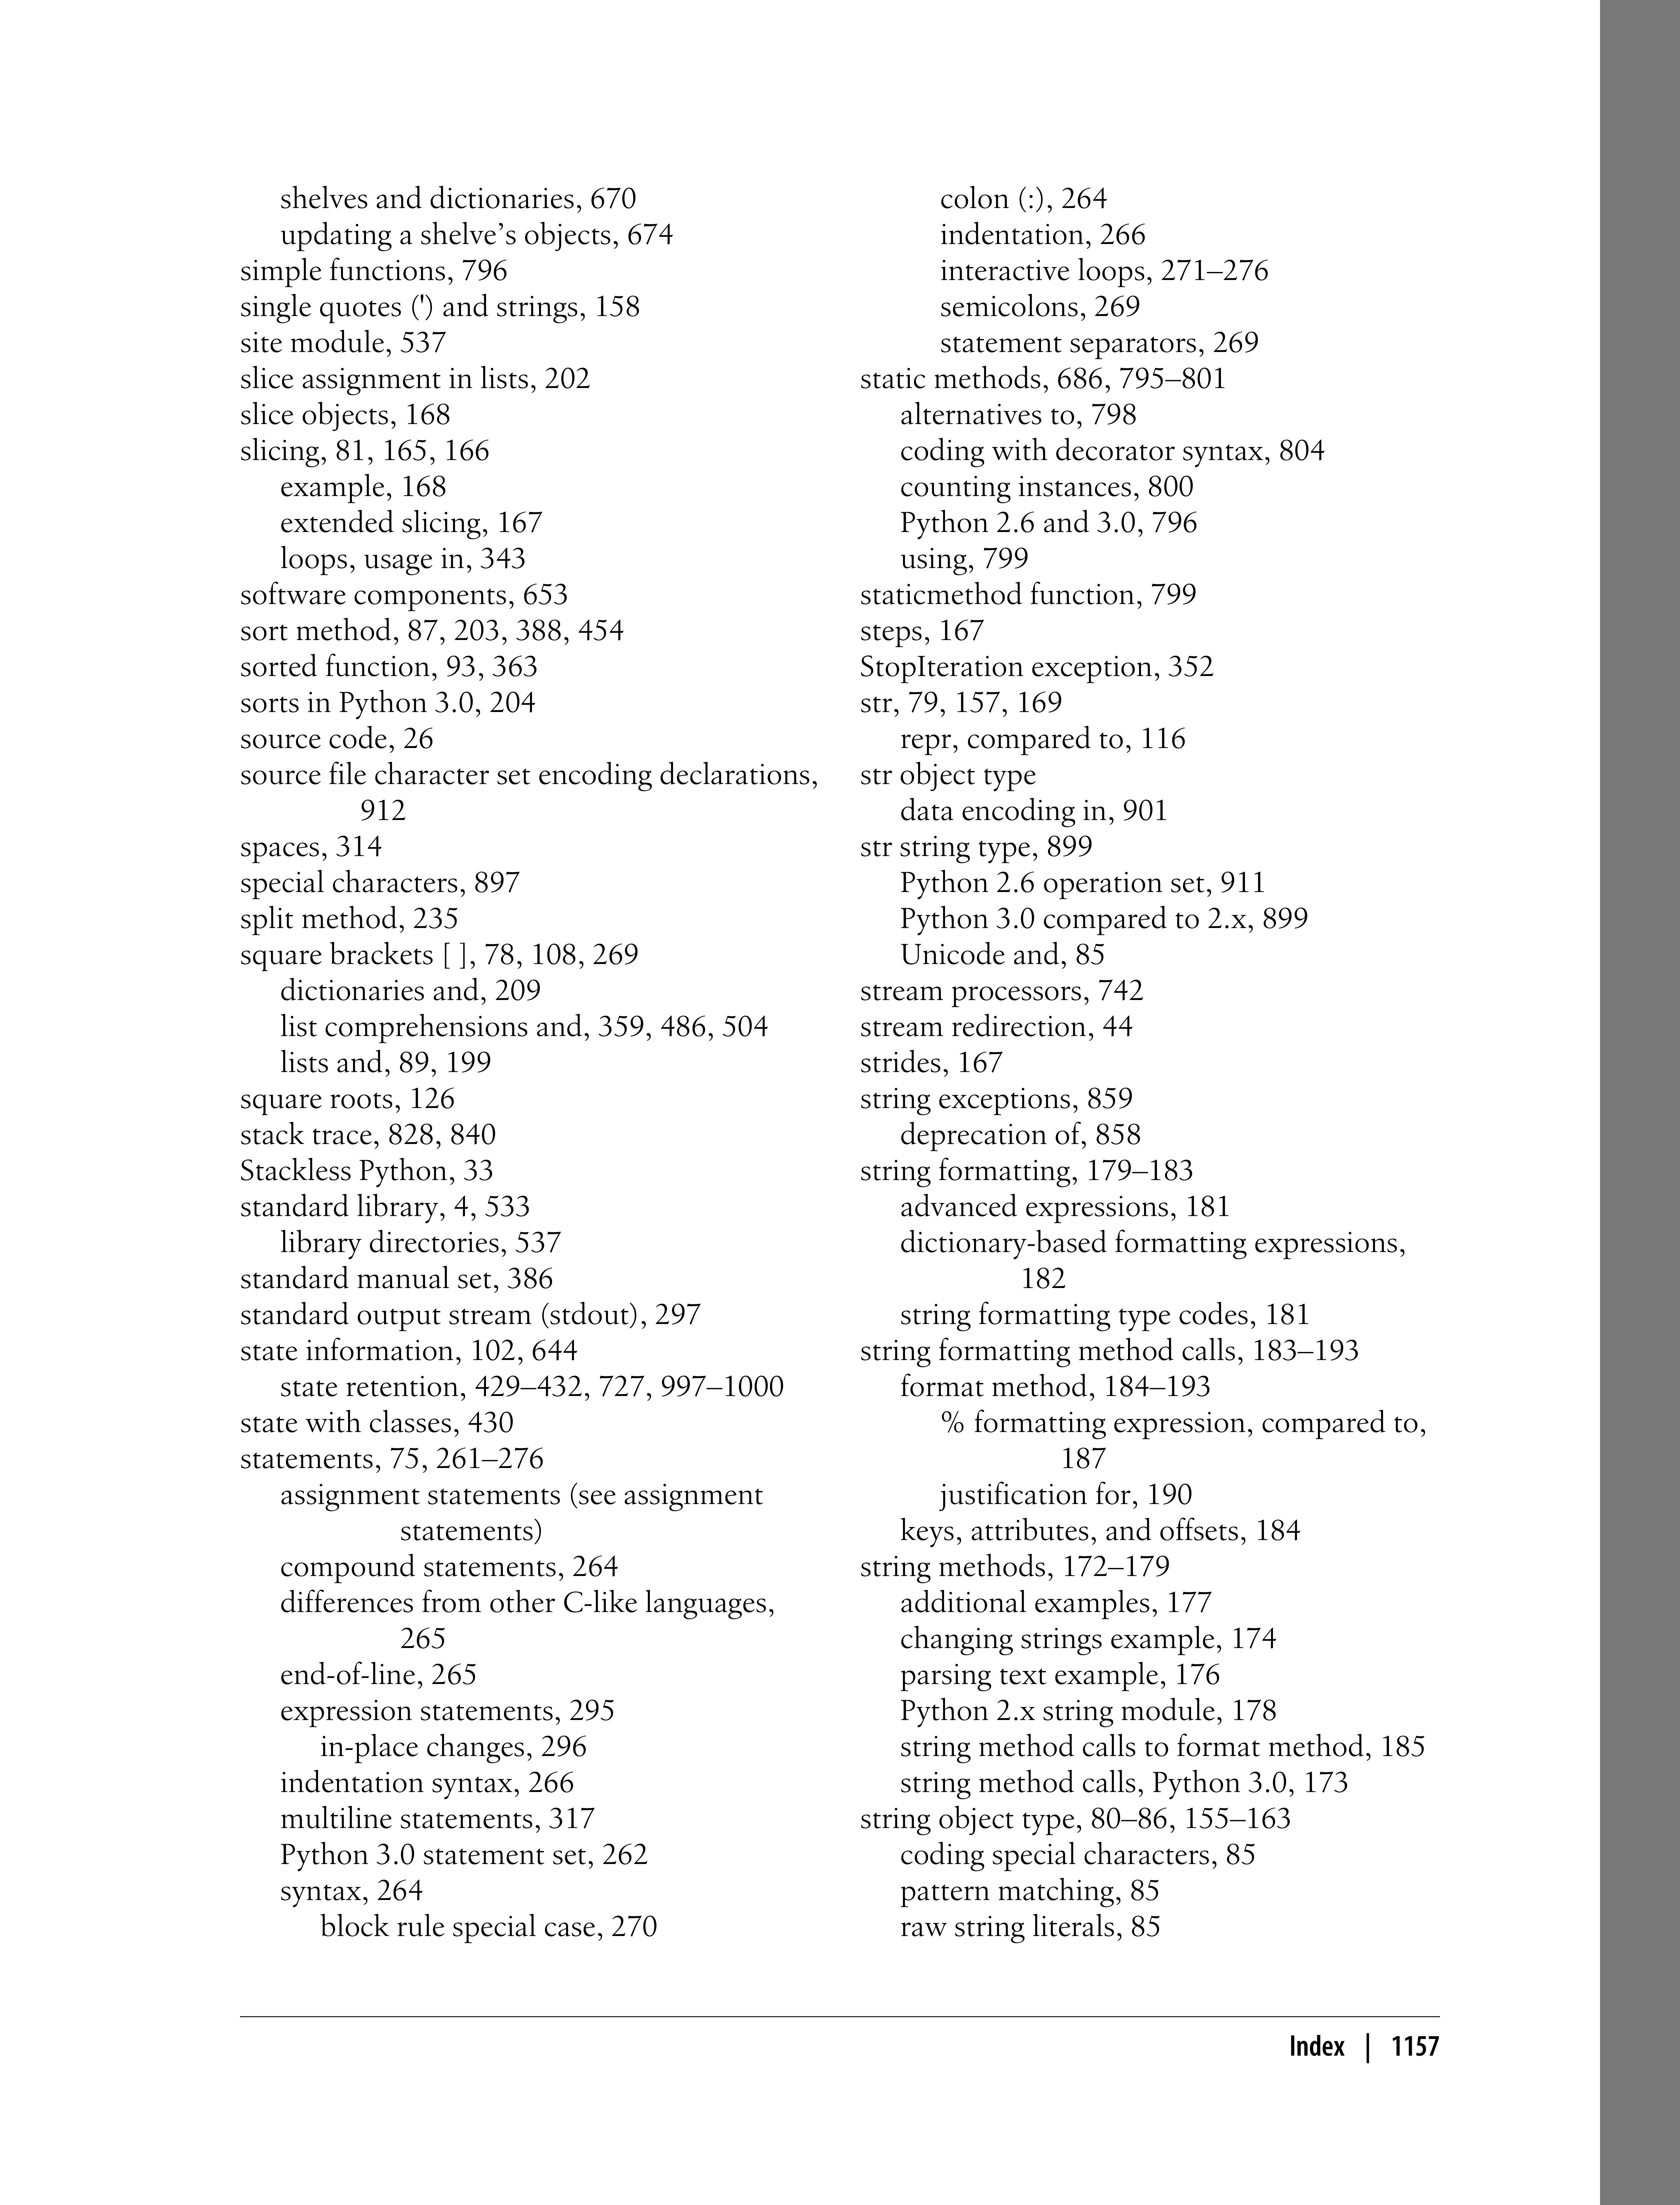 shelves and dictionaries, 670
updating a shelve’s objects, 674
simple functions, 796
single quotes (') and strings, 158
site module, 537
slice assignment in lists, 202
slice objects, 168
slicing, 81, 165, 166
example, 168
extended slicing, 167
loops, usage in, 343
software components, 653
sort method, 87, 203, 388, 454
sorted function, 93, 363
sorts in Python 3.0, 204
source code, 26
source file character set encoding declarations,
912
spaces, 314
special characters, 897
split method, 235
square brackets [ ], 78, 108, 269
dictionaries and, 209
list comprehensions and, 359, 486, 504
lists and, 89, 199
square roots, 126
stack trace, 828, 840
Stackless Python, 33
standard library, 4, 533
library directories, 537
standard manual set, 386
standard output stream (stdout), 297
state information, 102, 644
state retention, 429–432, 727, 997–1000
state with classes, 430
statements, 75, 261–276
assignment statements (see assignment
statements)
compound statements, 264
differences from other C-like languages,
265
end-of-line, 265
expression statements, 295
in-place changes, 296
indentation syntax, 266
multiline statements, 317
Python 3.0 statement set, 262
syntax, 264
block rule special case, 270
colon (:), 264
indentation, 266
interactive loops, 271–276
semicolons, 269
statement separators, 269
static methods, 686, 795–801
alternatives to, 798
coding with decorator syntax, 804
counting instances, 800
Python 2.6 and 3.0, 796
using, 799
staticmethod function, 799
steps, 167
StopIteration exception, 352
str, 79, 157, 169
repr, compared to, 116
str object type
data encoding in, 901
str string type, 899
Python 2.6 operation set, 911
Python 3.0 compared to 2.x, 899
Unicode and, 85
stream processors, 742
stream redirection, 44
strides, 167
string exceptions, 859
deprecation of, 858
string formatting, 179–183
advanced expressions, 181
dictionary-based formatting expressions,
182
string formatting type codes, 181
string formatting method calls, 183–193
format method, 184–193
% formatting expression, compared to,
187
justification for, 190
keys, attributes, and offsets, 184
string methods, 172–179
additional examples, 177
changing strings example, 174
parsing text example, 176
Python 2.x string module, 178
string method calls to format method, 185
string method calls, Python 3.0, 173
string object type, 80–86, 155–163
coding special characters, 85
pattern matching, 85
raw string literals, 85
Index | 1157